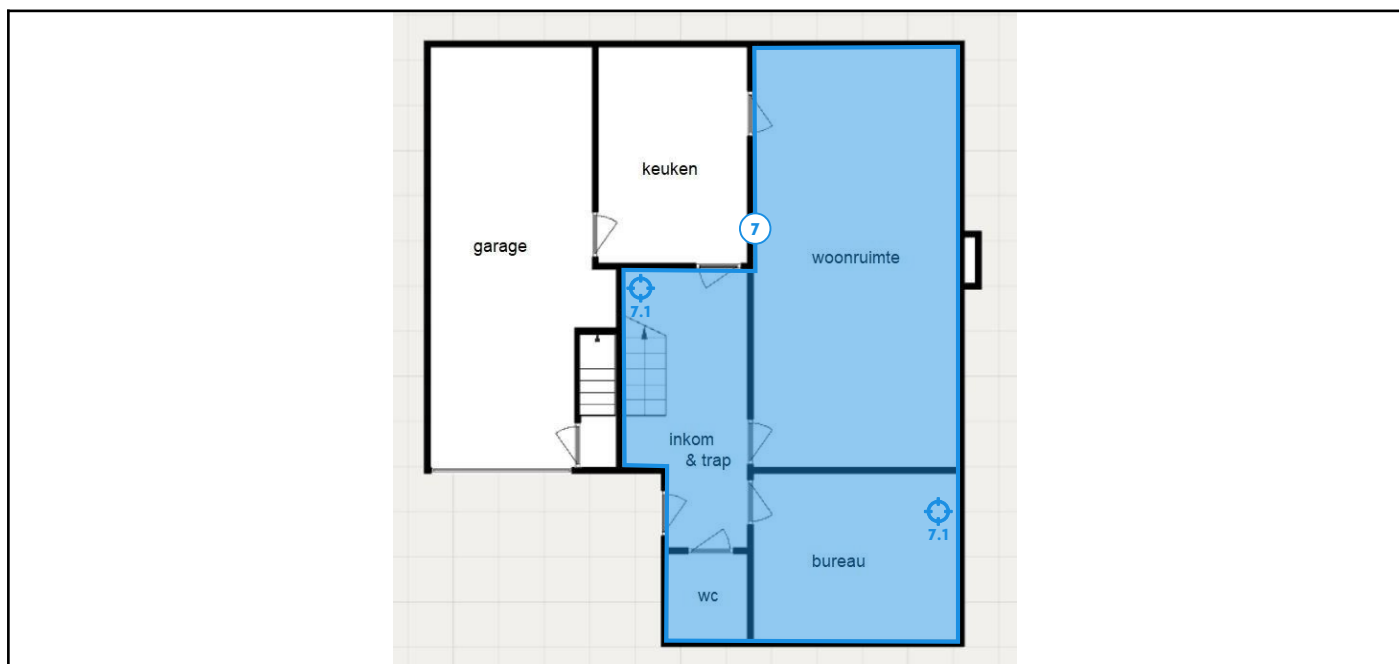 keuken
7
garage
woonruimte
7.1
inkom
& trap
7.1
bureau
wc